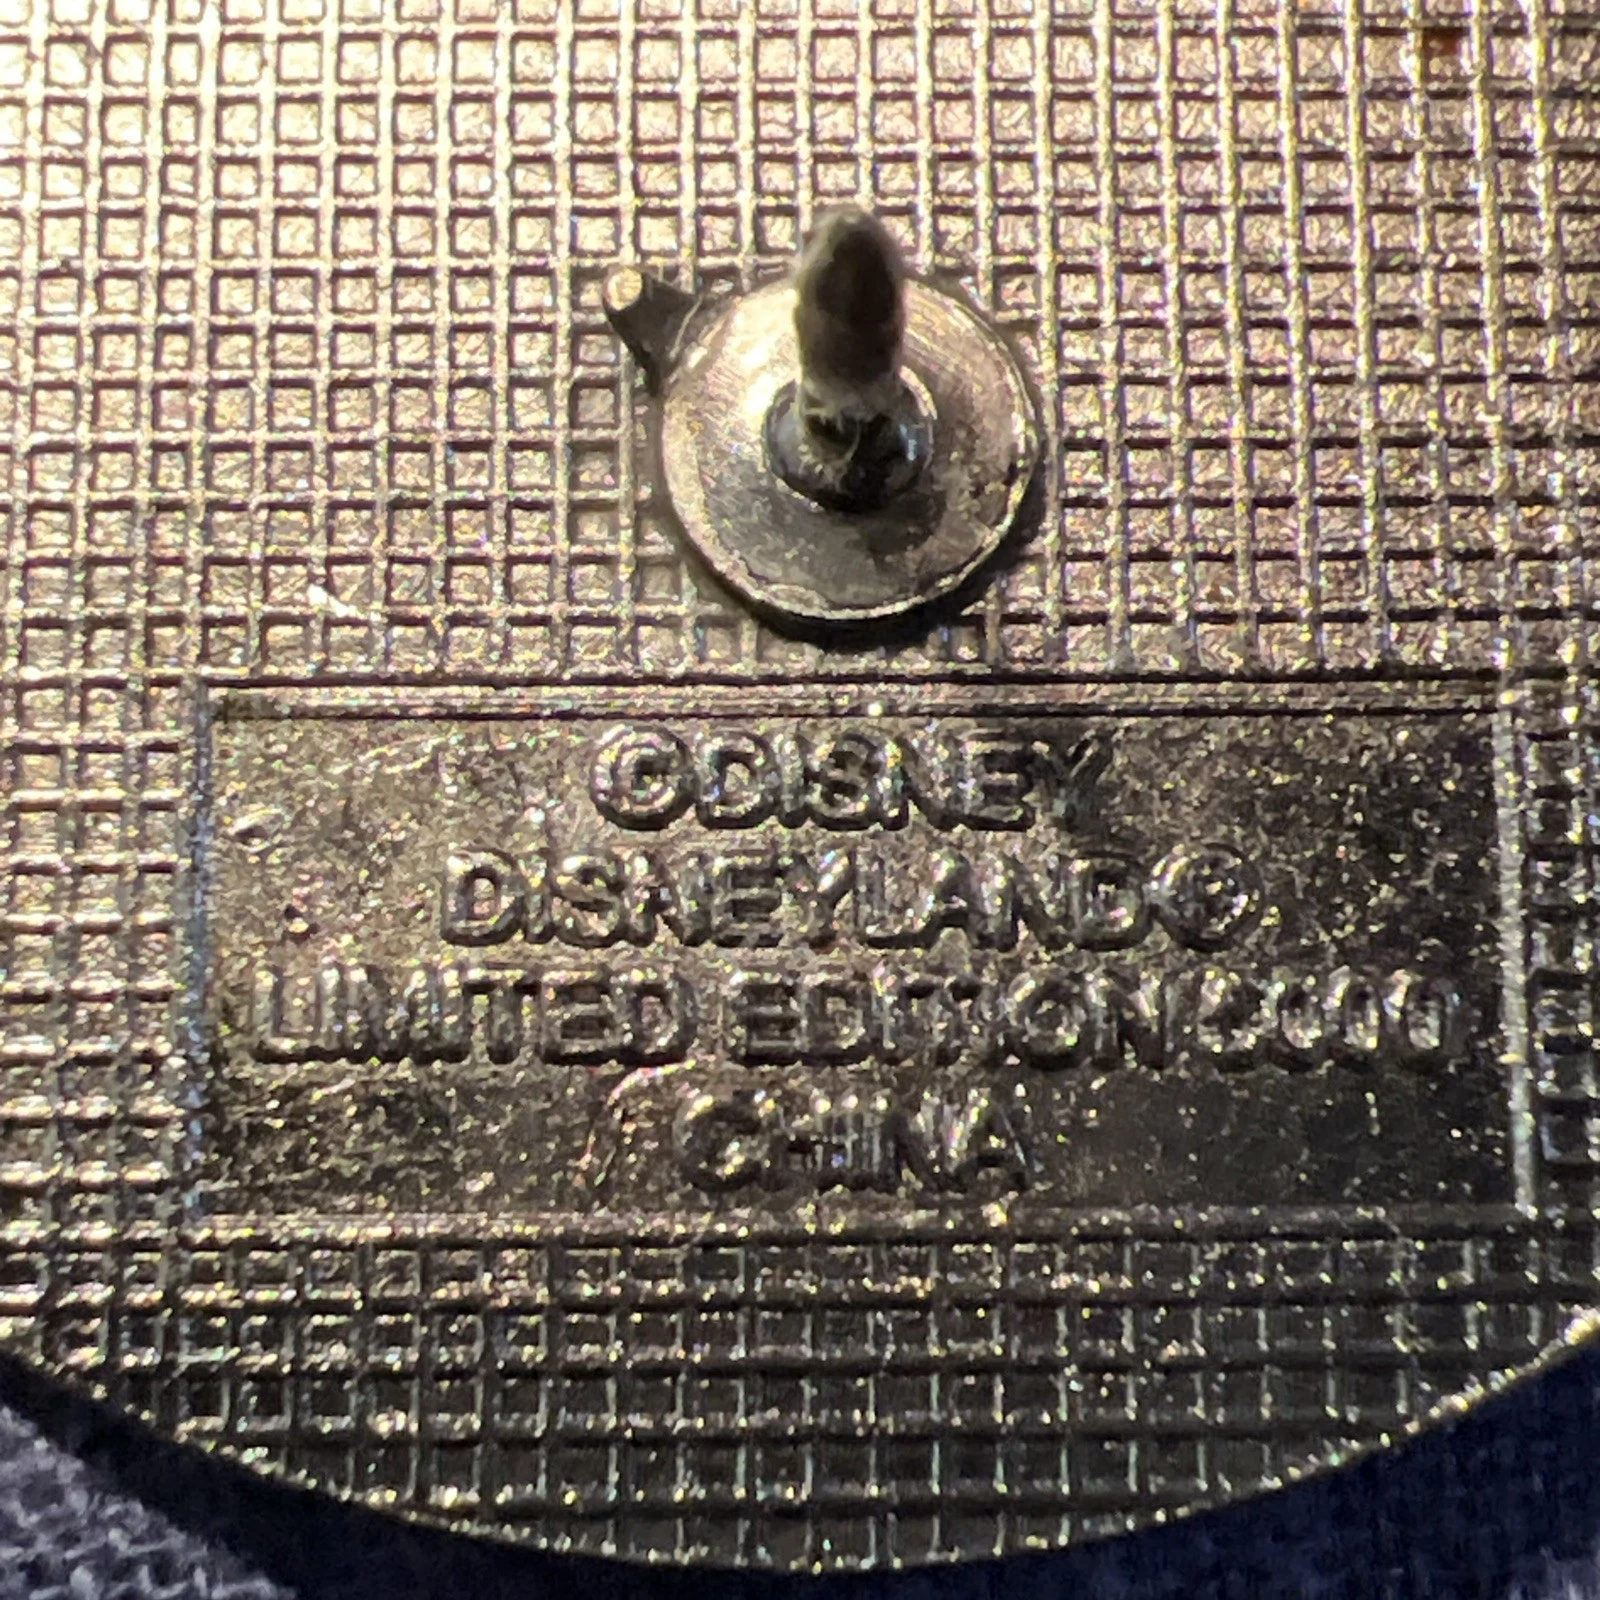 ©DISNEY
DISNEYLAND®
LIMITED EDITION 2000
CHINA